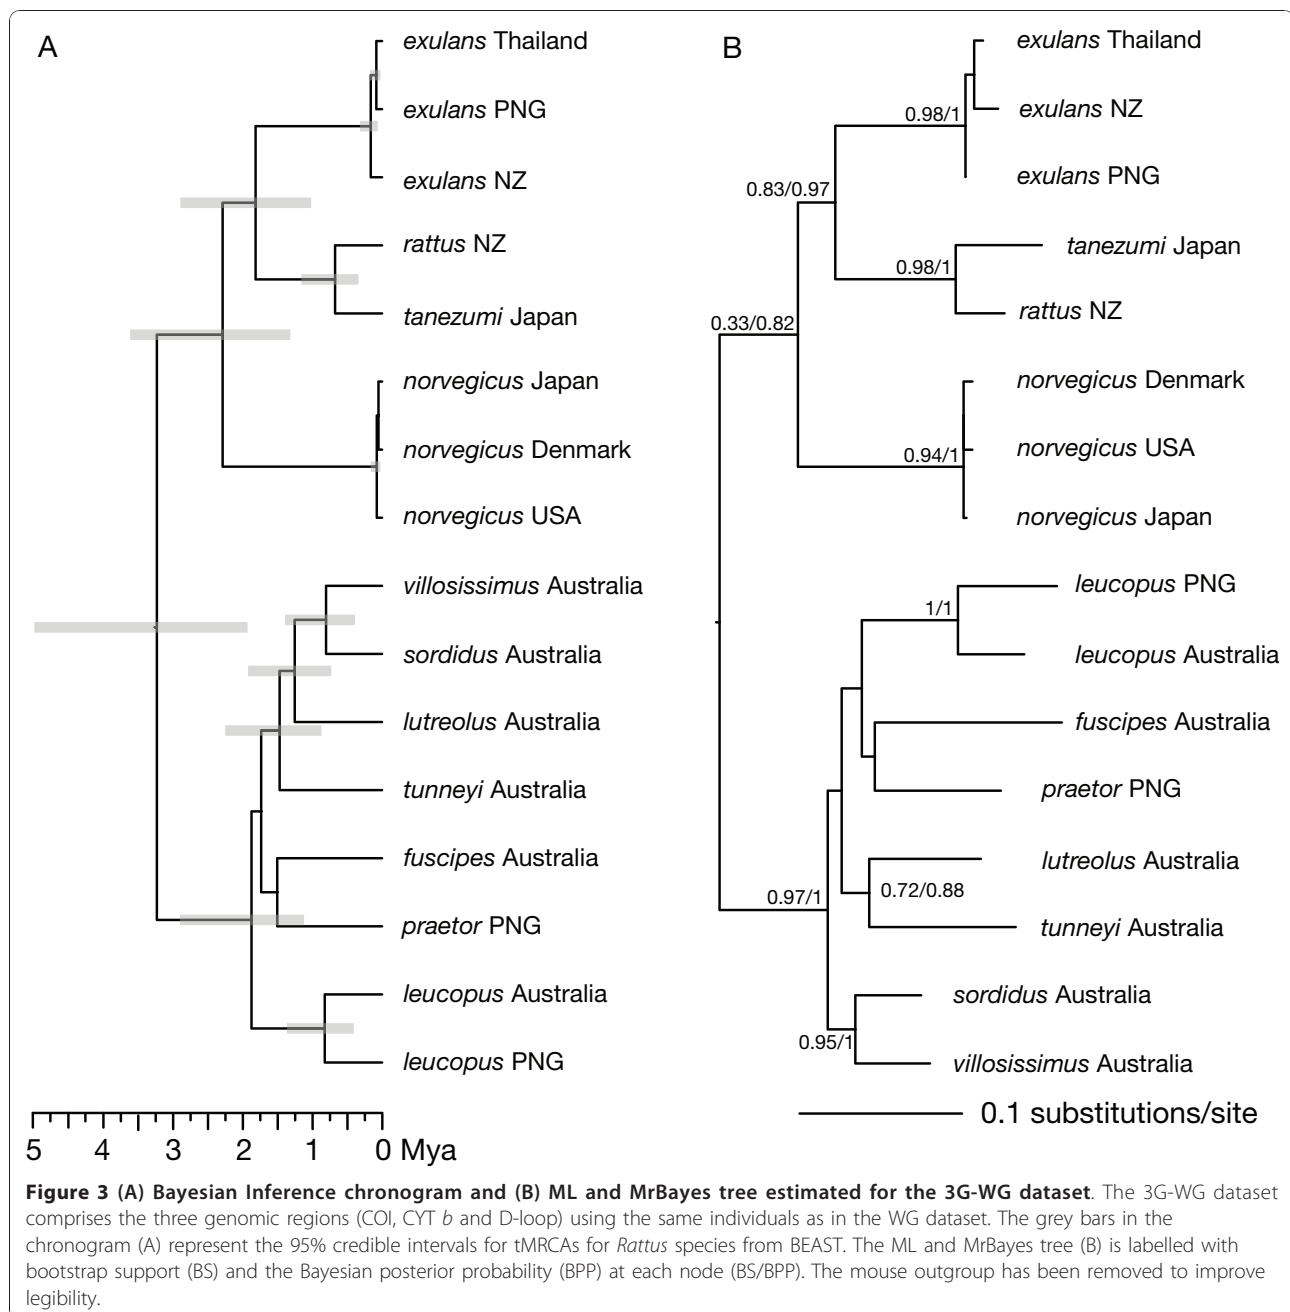 A
exulans Thailand
exulans PNG
exulans NZ
rattus NZ
tanezumi Japan
norvegicus Japan
norvegicus Denmark
norvegicus USA
villosissimus Australia
sordidus Australia
lutreolus Australia
tunneyi Australia
fuscipes Australia
praetor PNG
leucopus Australia
leucopus PNG
5 4 3 2 1 0 Mya
B
exulans Thailand
0.98/1
exulans NZ
exulans PNG
0.83/0.97
tanezumi Japan
0.98/1
rattus NZ
0.33/0.82
norvegicus Denmark
norvegicus USA
0.94/1
norvegicus Japan
leucopus PNG
1/1
leucopus Australia
fuscipes Australia
praetor PNG
lutreolus Australia
0.72/0.88
0.97/1
tunneyi Australia
sordidus Australia
0.95/1
villosissimus Australia
0.1 substitutions/site
Figure 3 (A) Bayesian Inference chronogram and (B) ML and MrBayes tree estimated for the 3G-WG dataset. The 3G-WG dataset
comprises the three genomic regions (COI, CYT b and D-loop) using the same individuals as in the WG dataset. The grey bars in the
chronogram (A) represent the 95% credible intervals for tMRCAs for Rattus species from BEAST. The ML and MrBayes tree (B) is labelled with
bootstrap support (BS) and the Bayesian posterior probability (BPP) at each node (BS/BPP). The mouse outgroup has been removed to improve
legibility.